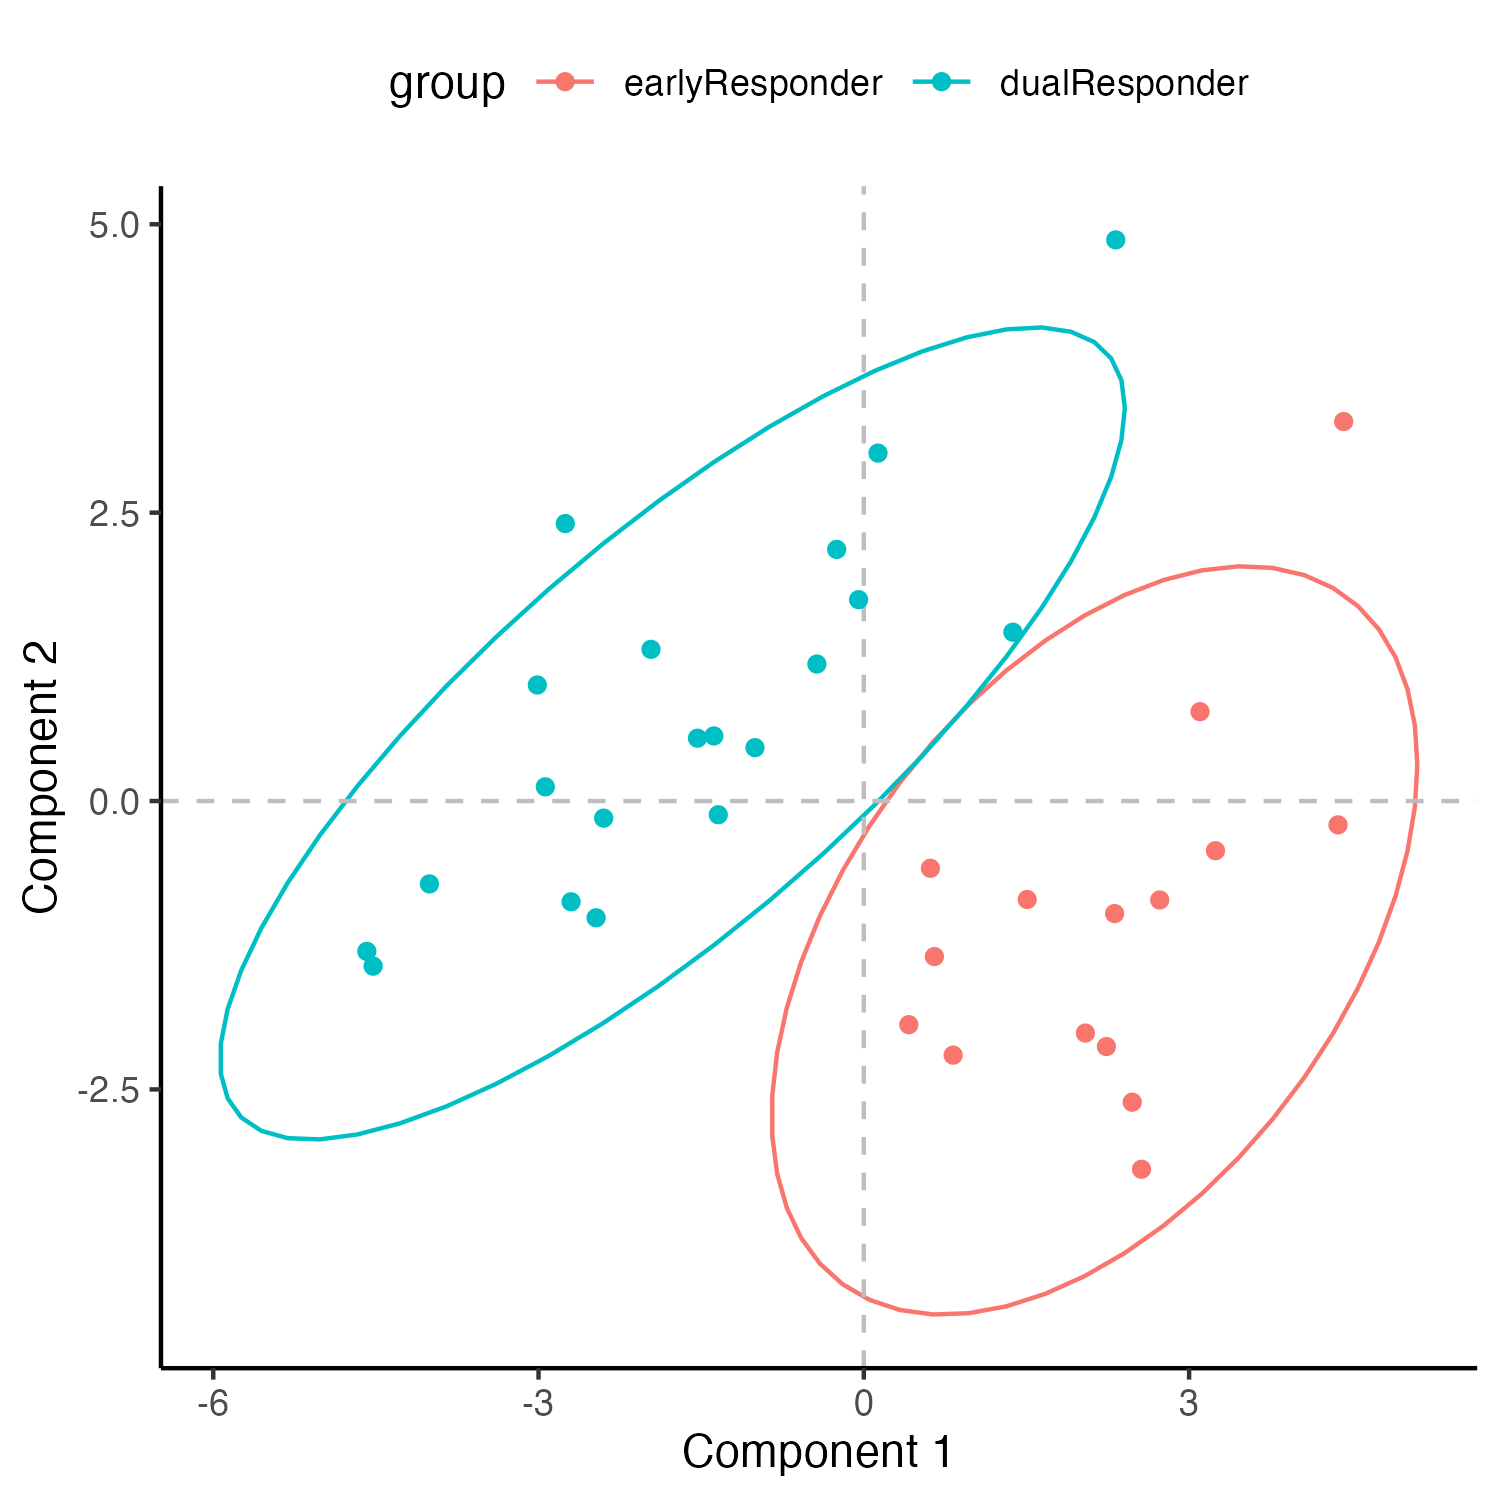 group earlyResponder dualResponder
5.0
2.5
0.0
-2.5
Component 2
-6 -3 0 3
Component 1